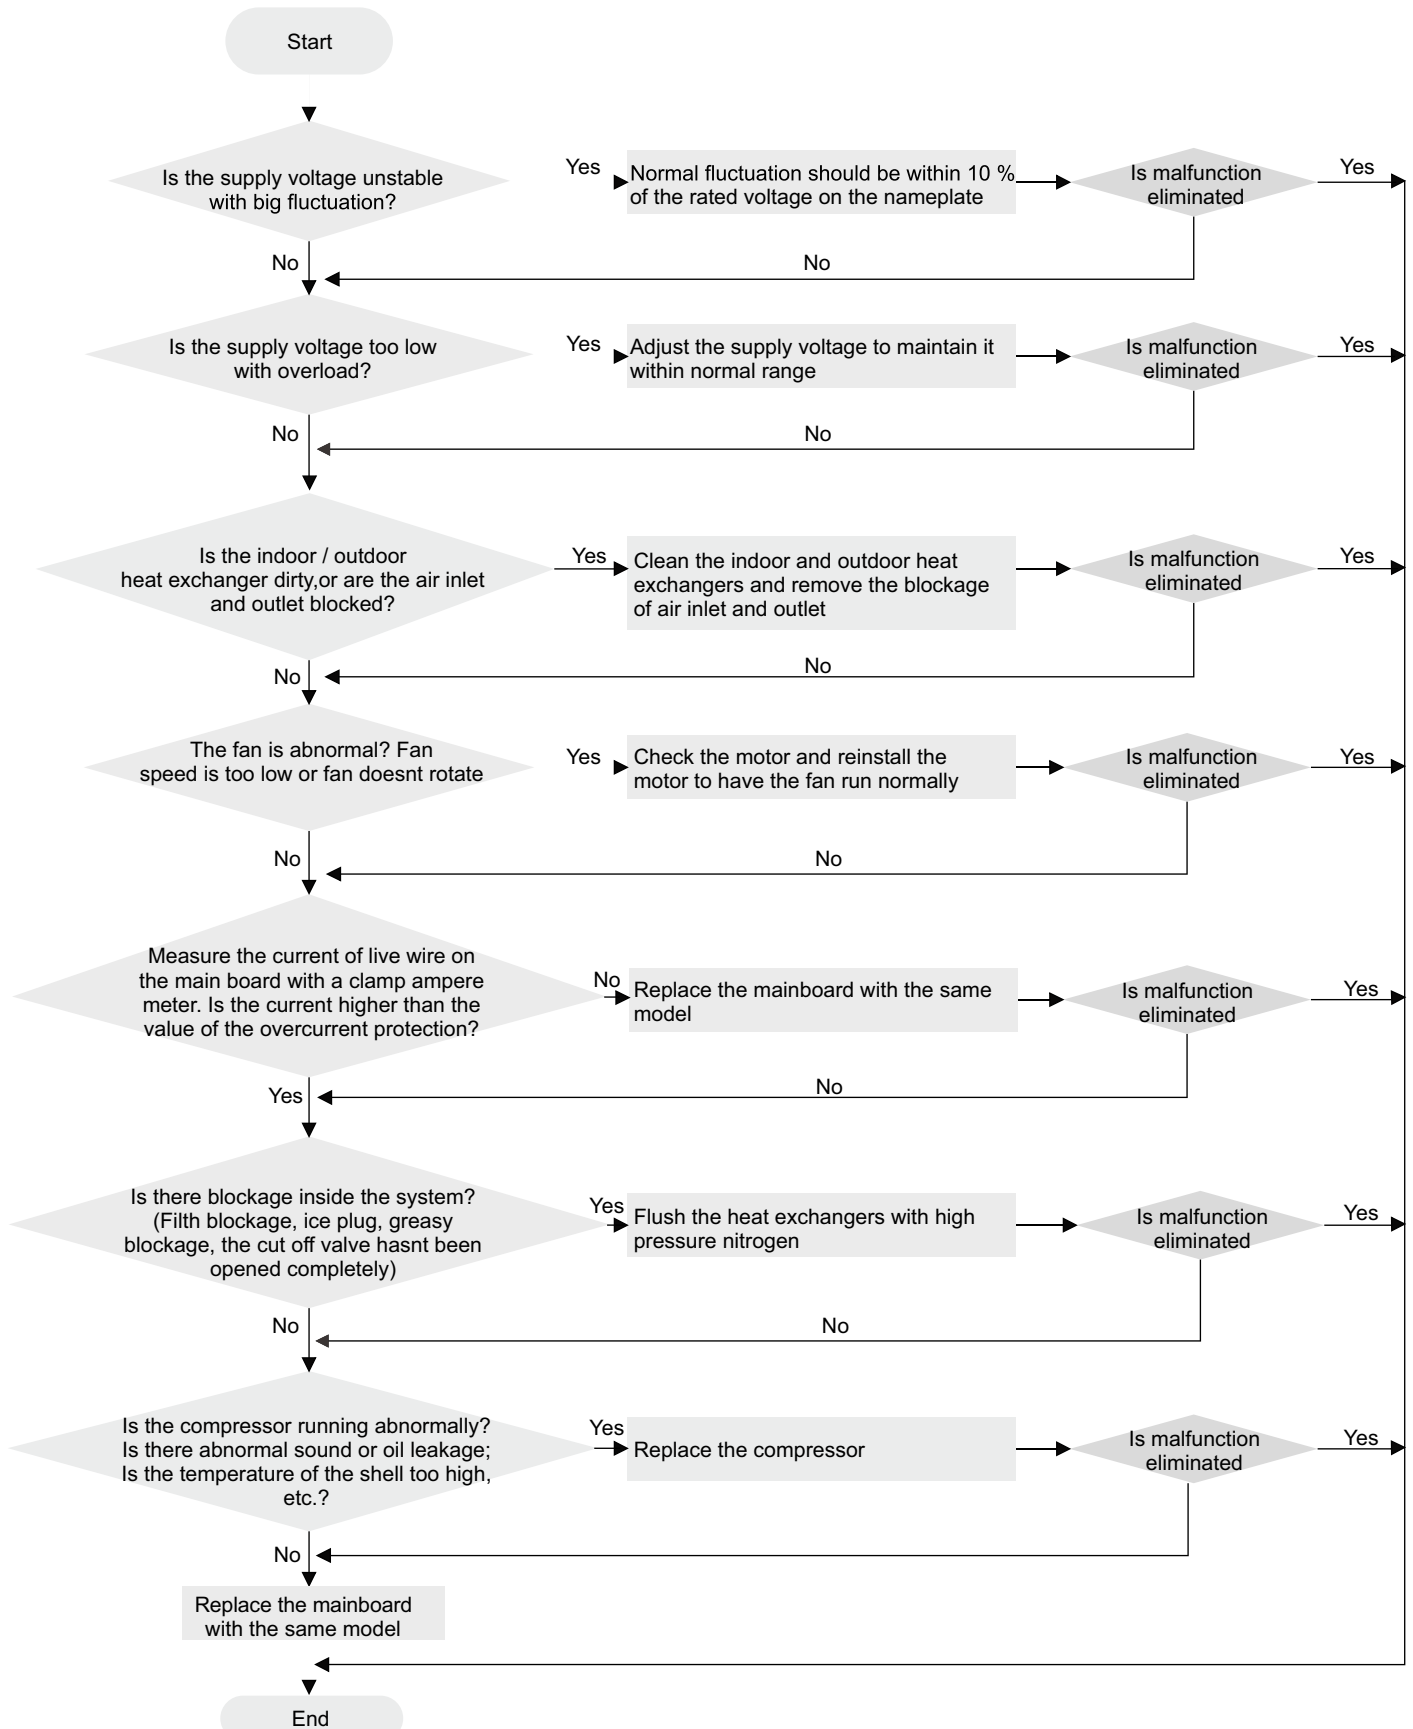 Start
Is the supply voltage unstable
with big fluctuation?
Yes
Normal fluctuation should be within 10 %
of the rated voltage on the nameplate
Is malfunction
eliminated
Yes
No
No
Is the supply voltage too low
with overload?
Yes
Adjust the supply voltage to maintain it
within normal range
Is malfunction
eliminated
Yes
No
No
Is the indoor / outdoor
heat exchanger dirty,or are the air inlet
and outlet blocked?
Yes
Clean the indoor and outdoor heat
exchangers and remove the blockage
of air inlet and outlet
Is malfunction
eliminated
Yes
No
No
The fan is abnormal? Fan
speed is too low or fan doesnt rotate
Yes
Check the motor and reinstall the
motor to have the fan run normally
Is malfunction
eliminated
Yes
No
No
Measure the current of live wire on
the main board with a clamp ampere
meter. Is the current higher than the
value of the overcurrent protection?
No
Replace the mainboard with the same
model
Is malfunction
eliminated
Yes
Yes
No
Is there blockage inside the system?
(Filth blockage, ice plug, greasy
blockage, the cut off valve hasnt been
opened completely)
Yes
Flush the heat exchangers with high
pressure nitrogen
Is malfunction
eliminated
Yes
No
No
Is the compressor running abnormally?
Is there abnormal sound or oil leakage;
Is the temperature of the shell too high,
etc.?
Yes
Replace the compressor
Is malfunction
eliminated
Yes
No
Replace the mainboard
with the same model
End